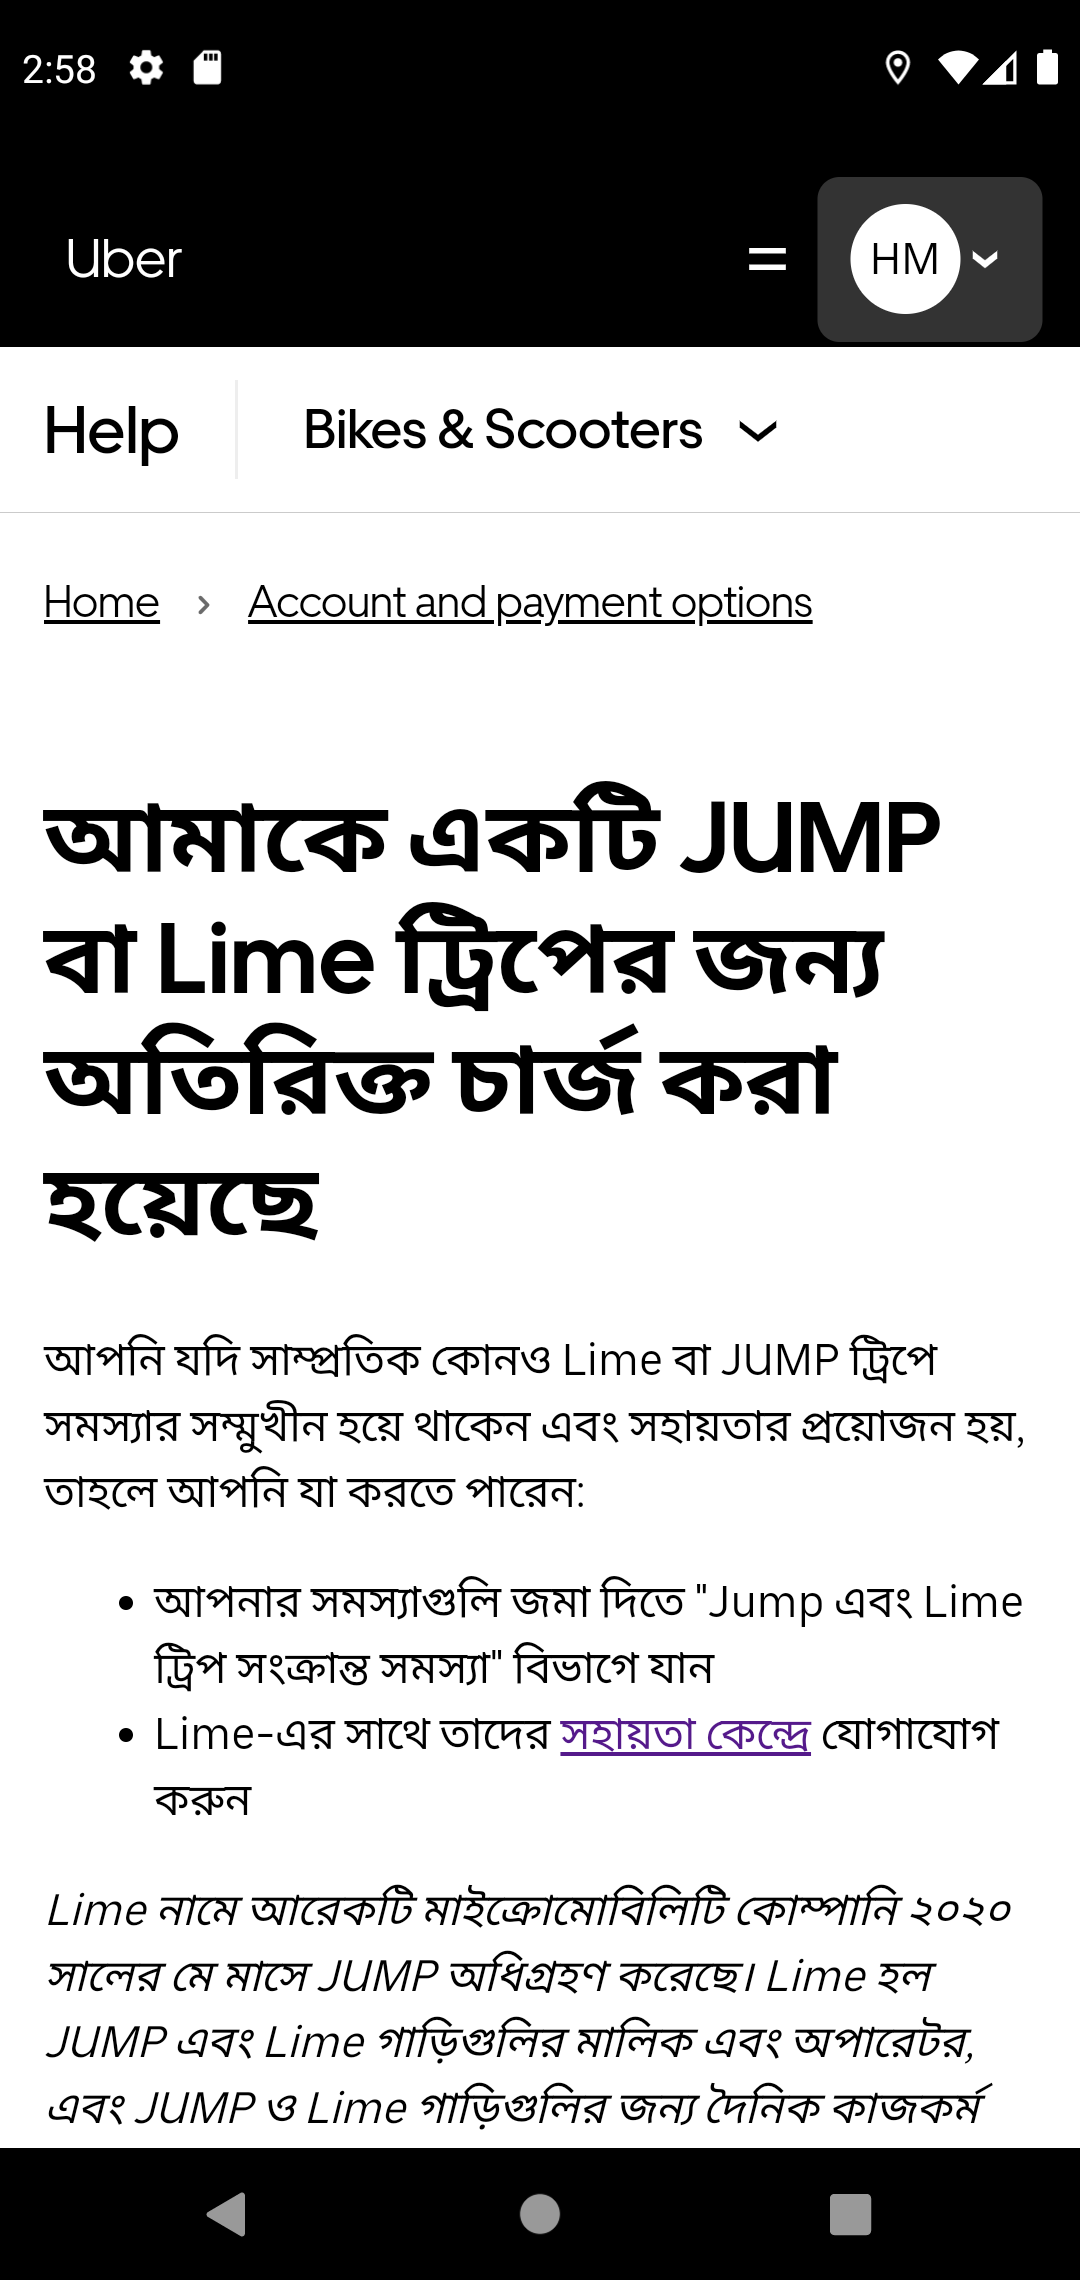 2:58
Uber
HM
Help
Bikes & Scooters
Home
Account and payment options
আমাকে একটি JUMP
বা Lime ট্রিপের জন্য
অতিরিক্ত চার্জ করা
হয়েছে
আপনি যদি সাম্প্রতিক কোনও Lime বা JUMP ট্রিপে
সমস্যার সম্মুখীন হয়ে থাকেন এবং সহায়তার প্রয়োজন হয়,
তাহলে আপনি যা করতে পারেন:
• আপনার সমস্যাগুলি জমা দিতে "Jump এবং Lime
ট্রিপ সংক্রান্ত সমস্যা" বিভাগে যান
• Lime-এর সাথে তাদের সহায়তা কেন্দ্রে যোগাযোগ
করুন
Lime নামে আরেকটি মাইক্রোমোবিলিটি কোম্পানি ২০২০
সালের মে মাসে JUMP অধিগ্রহণ করেছে। Lime হল
JUMP এবং Lime গাড়িগুলির মালিক এবং অপারেটর,
এবং JUMP ও Lime গাড়িগুলির জন্য দৈনিক কাজকর্ম